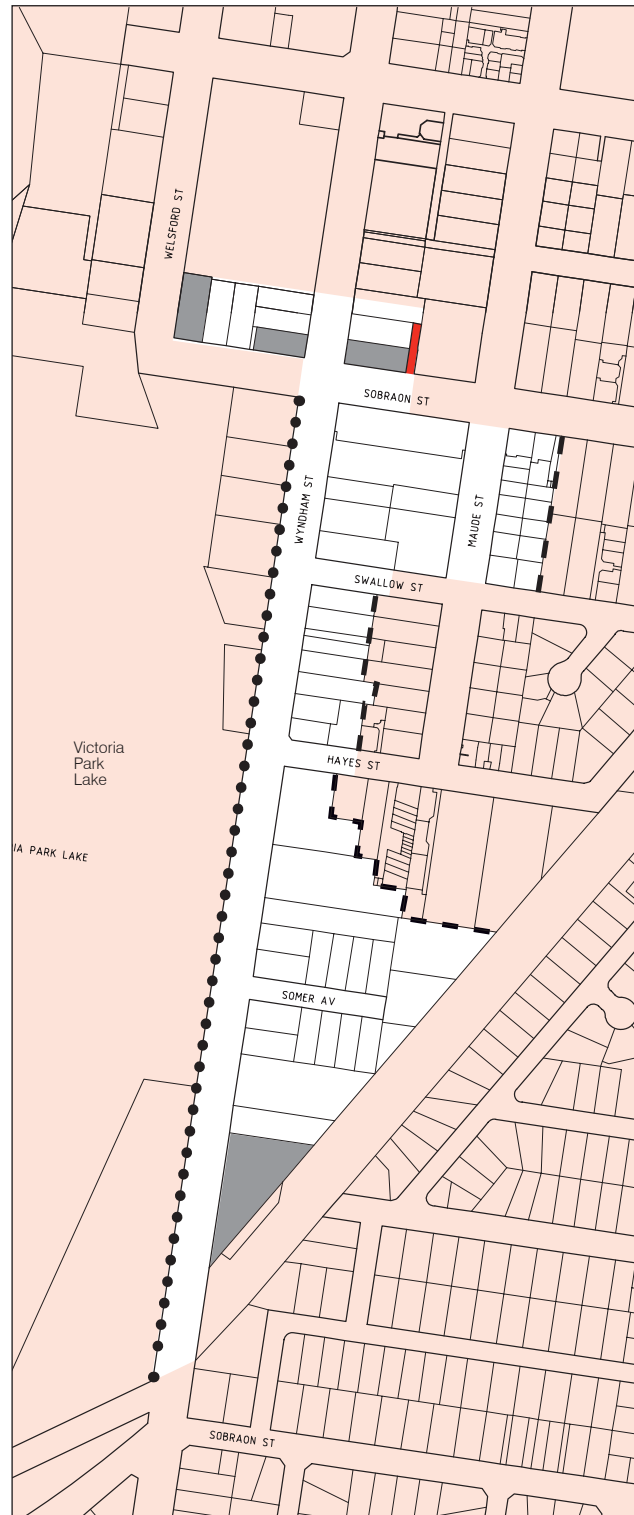 WELSFORD ST
SOBRAON ST
WYNDHAM ST
MAUDE ST
SWALLOW ST
HAYES ST
Victoria
Park
Lake
IA PARK LAKE
SOMER AV
SOBRAON ST